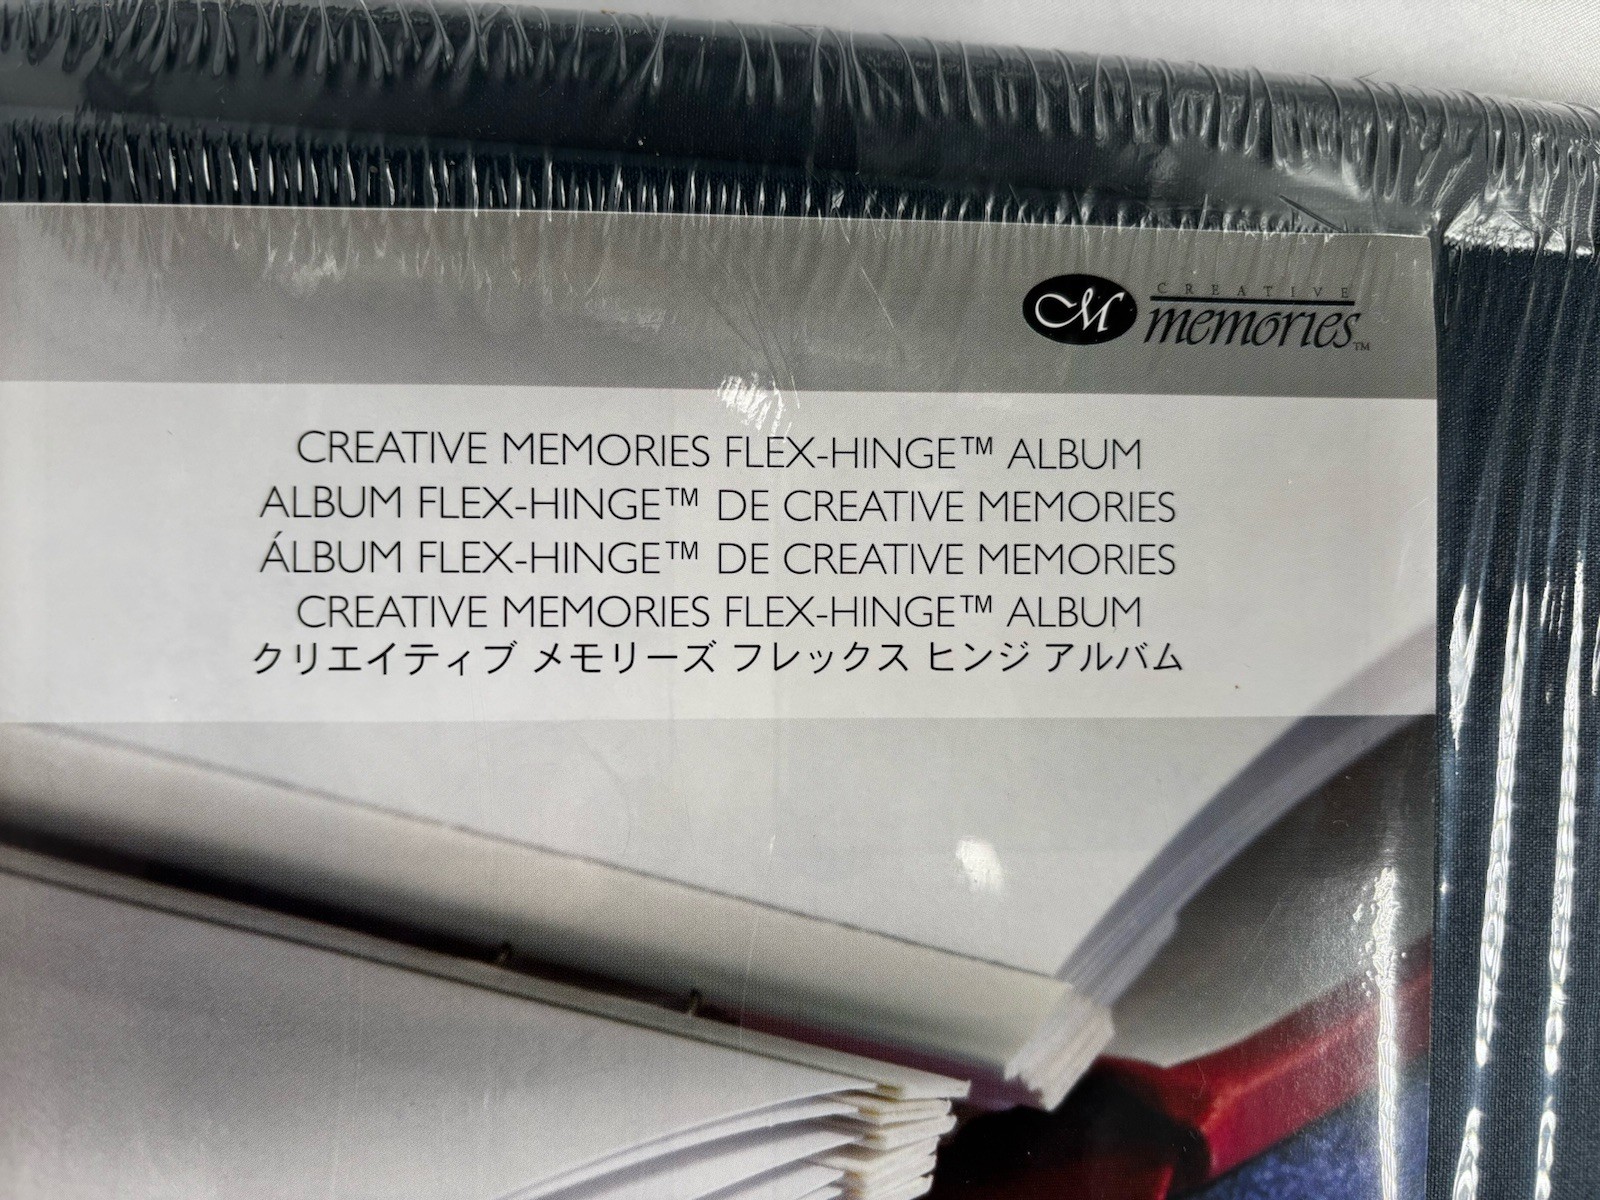 CM CREATIVE
memories™
CREATIVE MEMORIES FLEX-HINGE™ ALBUM
ALBUM FLEX-HINGE™ DE CREATIVE MEMORIES
ÁLBUM FLEX-HINGE™ DE CREATIVE MEMORIES
CREATIVE MEMORIES FLEX-HINGE™ ALBUM
クリエイティブ メモリーズ フレックス ヒンジ アルバム